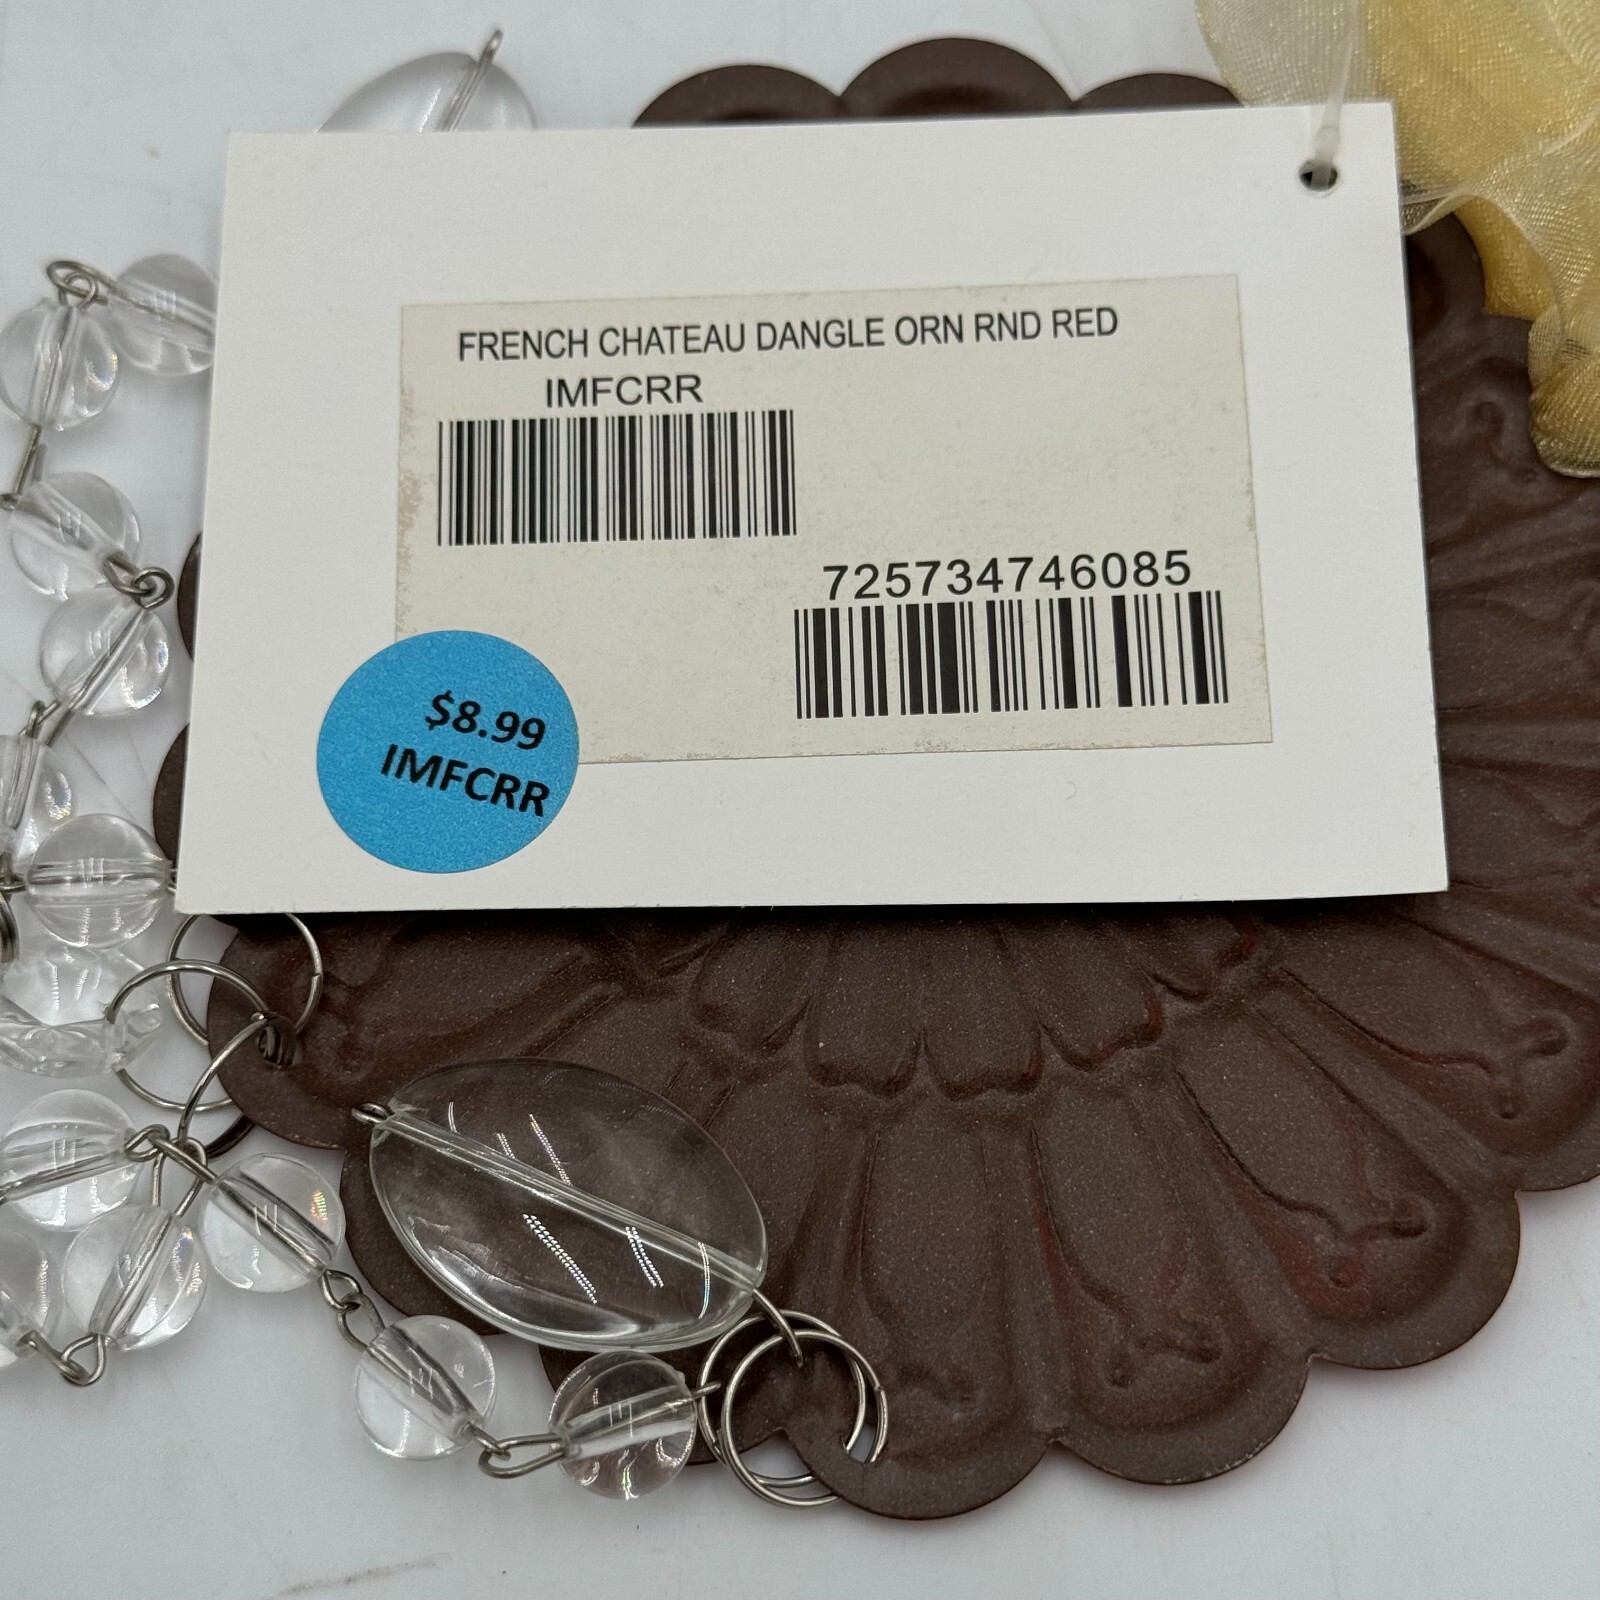 FRENCH CHATEAU DANGLE ORN RND RED
IMFCRR
725734746085
$8.99
IMFCRR